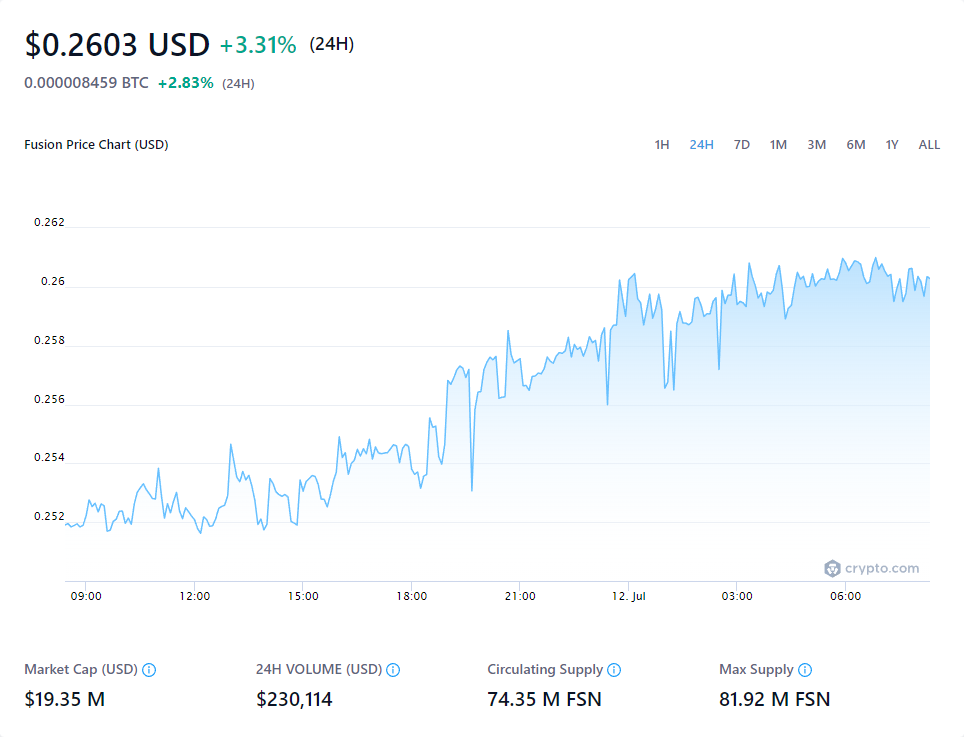 $0.2603 USD +3.31% (24H)
0.000008459 BTC +2.83% (24H)
Fusion Price Chart (USD) 1H 24H 7D 1M 3M 6M 1Y ALL
0.262
0.26
0.258
0.256
0.254
0.252
crypto.com
09:00 12:00 15:00 18:00 21:00 12. Jul 03:00 06:00
Market Cap (USD) 24H VOLUME (USD) Circulating Supply Max Supply
$19.35 M $230,114 74.35 M FSN 81.92 M FSN